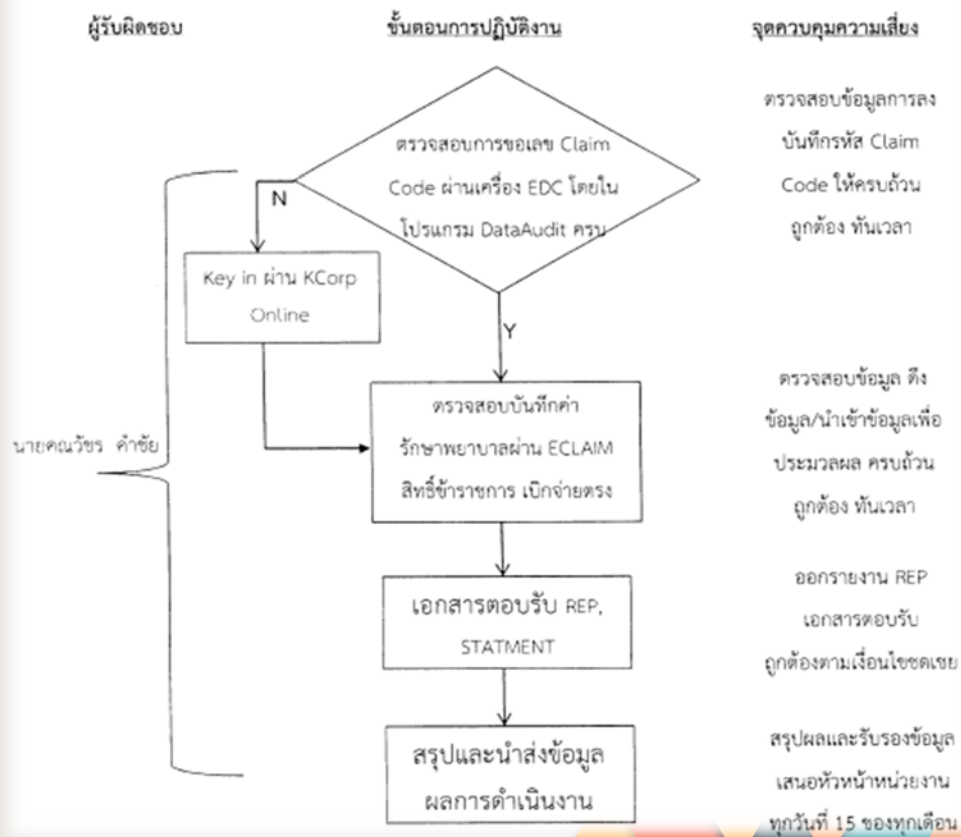 ผู้รับผิดชอบ
ขั้นตอนการปฏิบัติงาน
จุดควบคุมความเสี่ยง
ตรวจสอบการขอเลข Claim
Code ผ่านเครื่อง EDC โดยใน
โปรแกรม DataAudit ครบ
ตรวจสอบข้อมูลการลง
บันทึกรหัส Claim
Code ให้ครบถ้วน
ถูกต้อง ทันเวลา
N
Key in ผ่าน KCorp
Online
Y
นายคณวัชร คำชัย
ตรวจสอบบันทึกค่า
รักษาพยาบาลผ่าน ECLAIM
สิทธิ์ข้าราชการ เบิกจ่ายตรง
ตรวจสอบข้อมูล ดึง
ข้อมูล/นำเข้าข้อมูลเพื่อ
ประมวลผล ครบถ้วน
ถูกต้อง ทันเวลา
เอกสารตอบรับ REP,
STATMENT
ออกรายงาน REP
เอกสารตอบรับ
ถูกต้องตามเงื่อนไขชดเชย
สรุปและนำส่งข้อมูล
ผลการดำเนินงาน
สรุปผลและรับรองข้อมูล
เสนอหัวหน้าหน่วยงาน
ทุกวันที่ 15 ของทุกเดือน